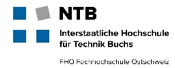 NTB
Interstaatliche Hochschule
für Technik Buchs
FHO Fachhochschule Ostschweiz